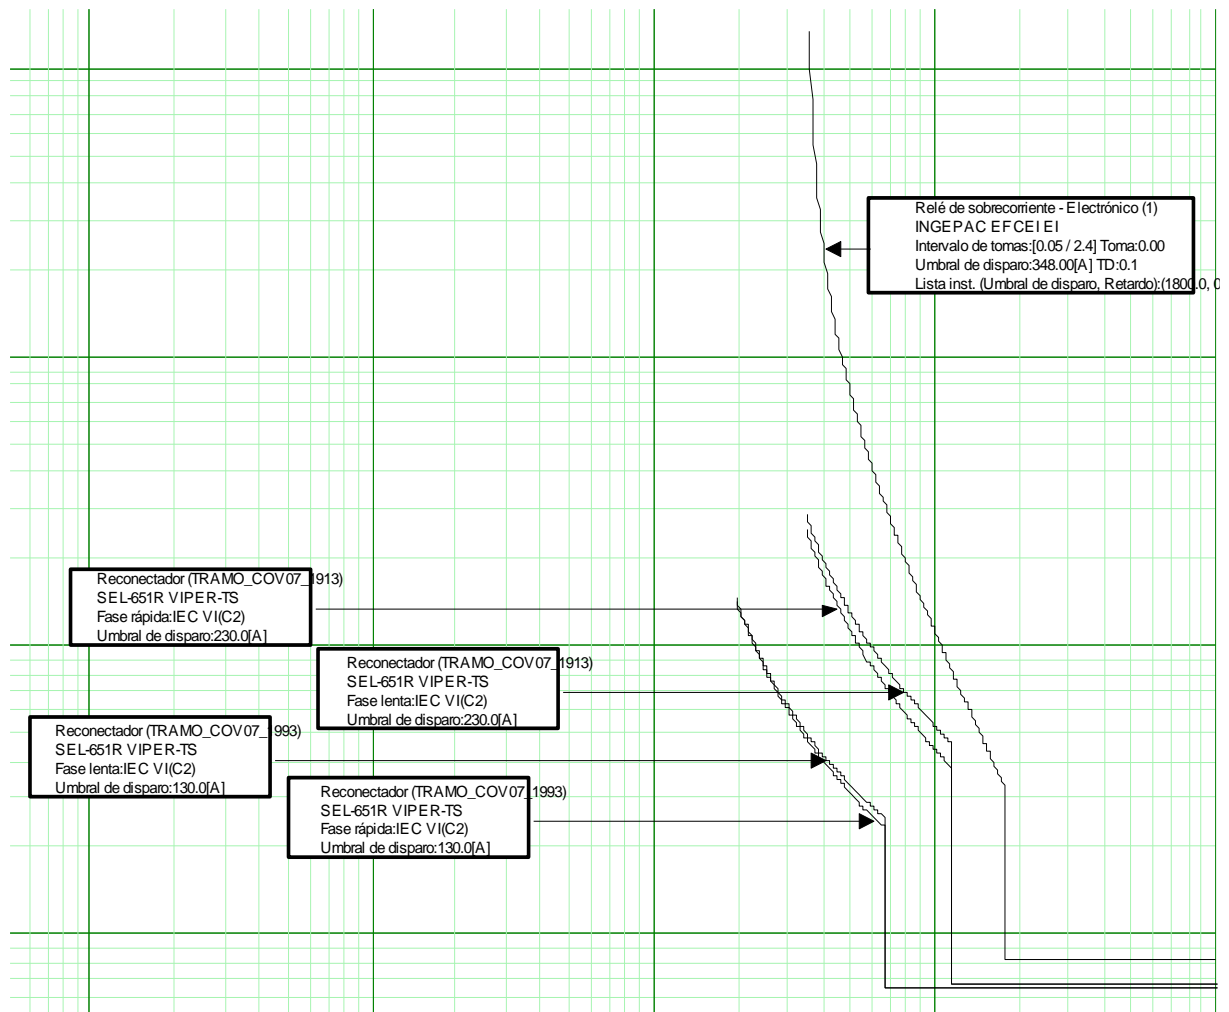 Relé de sobrecorriente - Electrónico (1)
INGEPAC EFCEI EI
Intervalo de tomas:[0.05 / 2.4] Toma:0.00
Umbral de disparo:348.00[A] TD:0.1
Lista inst. (Umbral de disparo, Retardo):(1800.0, 0
Reconectador (TRAMO_COV07_1913)
SEL-651R VIPER-TS
Fase rápida:IEC VI(C2)
Umbral de disparo:230.0[A]
Reconectador (TRAMO_COV07_1913)
SEL-651R VIPER-TS
Fase lenta:IEC VI(C2)
Umbral de disparo:230.0[A]
Reconectador (TRAMO_COV07_1993)
SEL-651R VIPER-TS
Fase lenta:IEC VI(C2)
Umbral de disparo:130.0[A]
Reconectador (TRAMO_COV07_1993)
SEL-651R VIPER-TS
Fase rápida:IEC VI(C2)
Umbral de disparo:130.0[A]